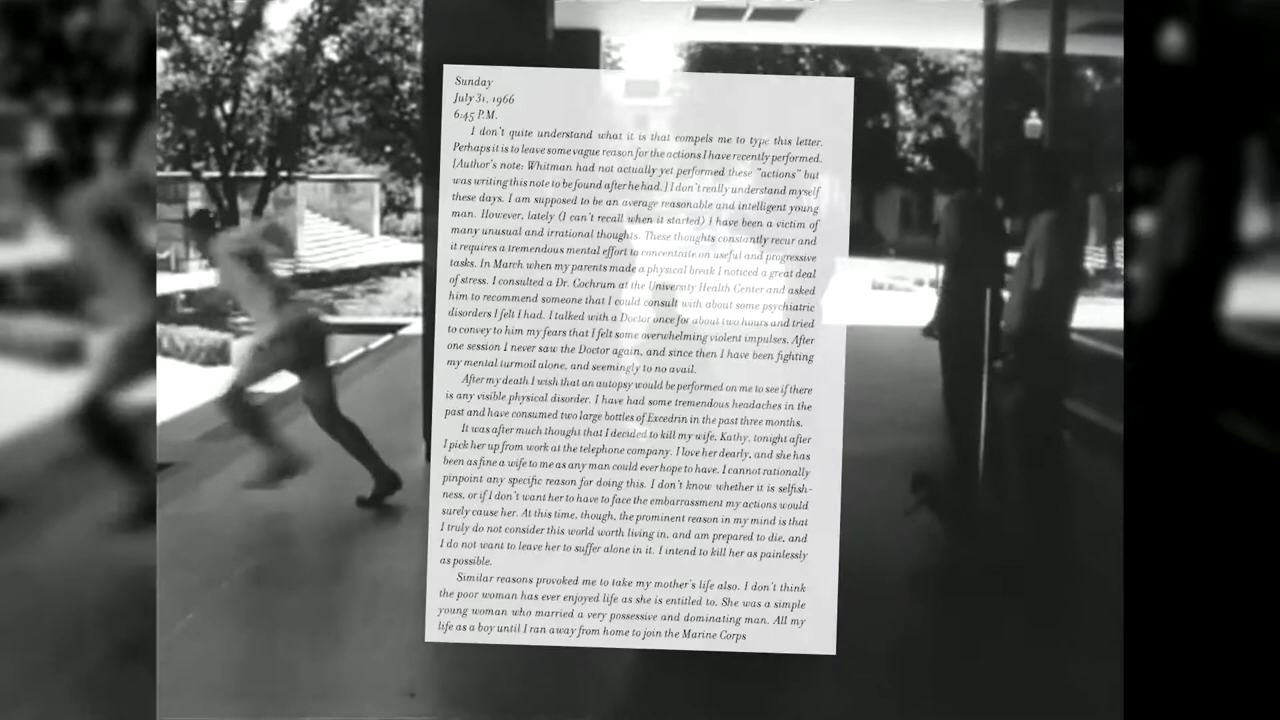 Sunday
July 31, 1966
6:45 P.M.
I don't quite understand what it is that compels me to type this letter.
Perhaps it is to leave some vague reason for the actions I have recently performed.
[Author's note: Whitman had not actually yet performed these "actions" but
was writing this note to be found after he had.] I don't really understand myself
these days. I am supposed to be an average reasonable and intelligent young
man. However, lately (I can't recall when it started) I have been a victim of
many unusual and irrational thoughts. These thoughts constantly recur and
it requires a tremendous mental effort to concentrate on useful and progressive
tasks. In March when my parents made a physical break I noticed a great deal
of stress. I consulted a Dr. Cochrum at the University Health Center and asked
him to recommend someone that I could consult with about some psychiatric
disorders I felt I had. I talked with a Doctor once for about two hours and tried
to convey to him my fears that I felt some overwhelming violent impulses. After
one session I never saw the Doctor again, and since then I have been fighting
my mental turmoil alone, and seemingly to no avail.
After my death I wish that an autopsy would be performed on me to see if there
is any visible physical disorder. I have had some tremendous headaches in the
past and have consumed two large bottles of Excedrin in the past three months.
It was after much thought that I decided to kill my wife, Kathy, tonight after
I pick her up from work at the telephone company. I love her dearly, and she has
been as fine a wife to me as any man could ever hope to have. I cannot rationally
pinpoint any specific reason for doing this. I don't know whether it is selfish-
ness, or if I don't want her to have to face the embarrassment my actions would
surely cause her. At this time, though, the prominent reason in my mind is that
I truly do not consider this world worth living in, and am prepared to die, and
I do not want to leave her to suffer alone in it. I intend to kill her as painlessly
as possible.
Similar reasons provoked me to take my mother's life also. I don't think
the poor woman has ever enjoyed life as she is entitled to. She was a simple
young woman who married a very possessive and dominating man. All my
life as a boy until I ran away from home to join the Marine Corps